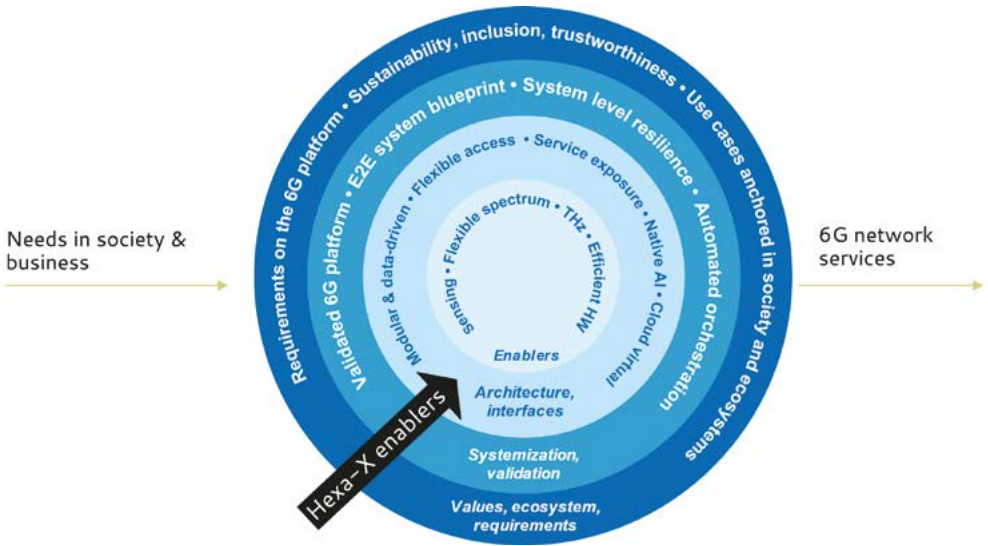 Needs in society &
business
Requirements on the 6G platform • Sustainability, inclusion, trustworthiness • Use cases anchored in society and ecosystems
Validated 6G platform • E2E system blueprint • System level resilience • Automated orchestration
Modular & data-driven • Flexible access • Service exposure • Native AI • Cloud virtual
Sensing • Flexible spectrum • THz • Efficient HW
Enablers
Architecture,
interfaces
Systemization,
validation
Values, ecosystem,
requirements
Hexa-X enablers
6G network
services